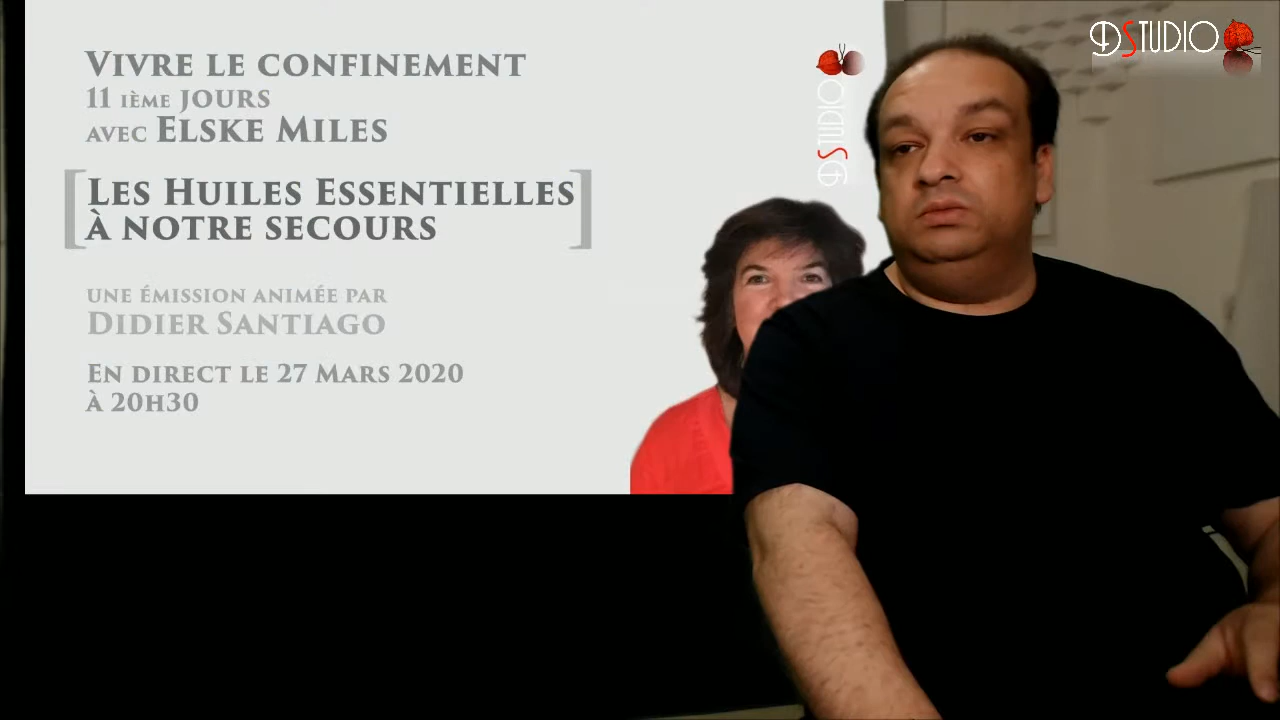 VIVRE LE CONFINEMENT
11 IÈME JOURS
AVEC ELSKE MILES
[LES HUILES ESSENTIELLES
À NOTRE SECOURS]
UNE ÉMISSION ANIMÉE PAR
DIDIER SANTIAGO
EN DIRECT LE 27 MARS 2020
À 20H30
DSTUDIO
DSTUDIO